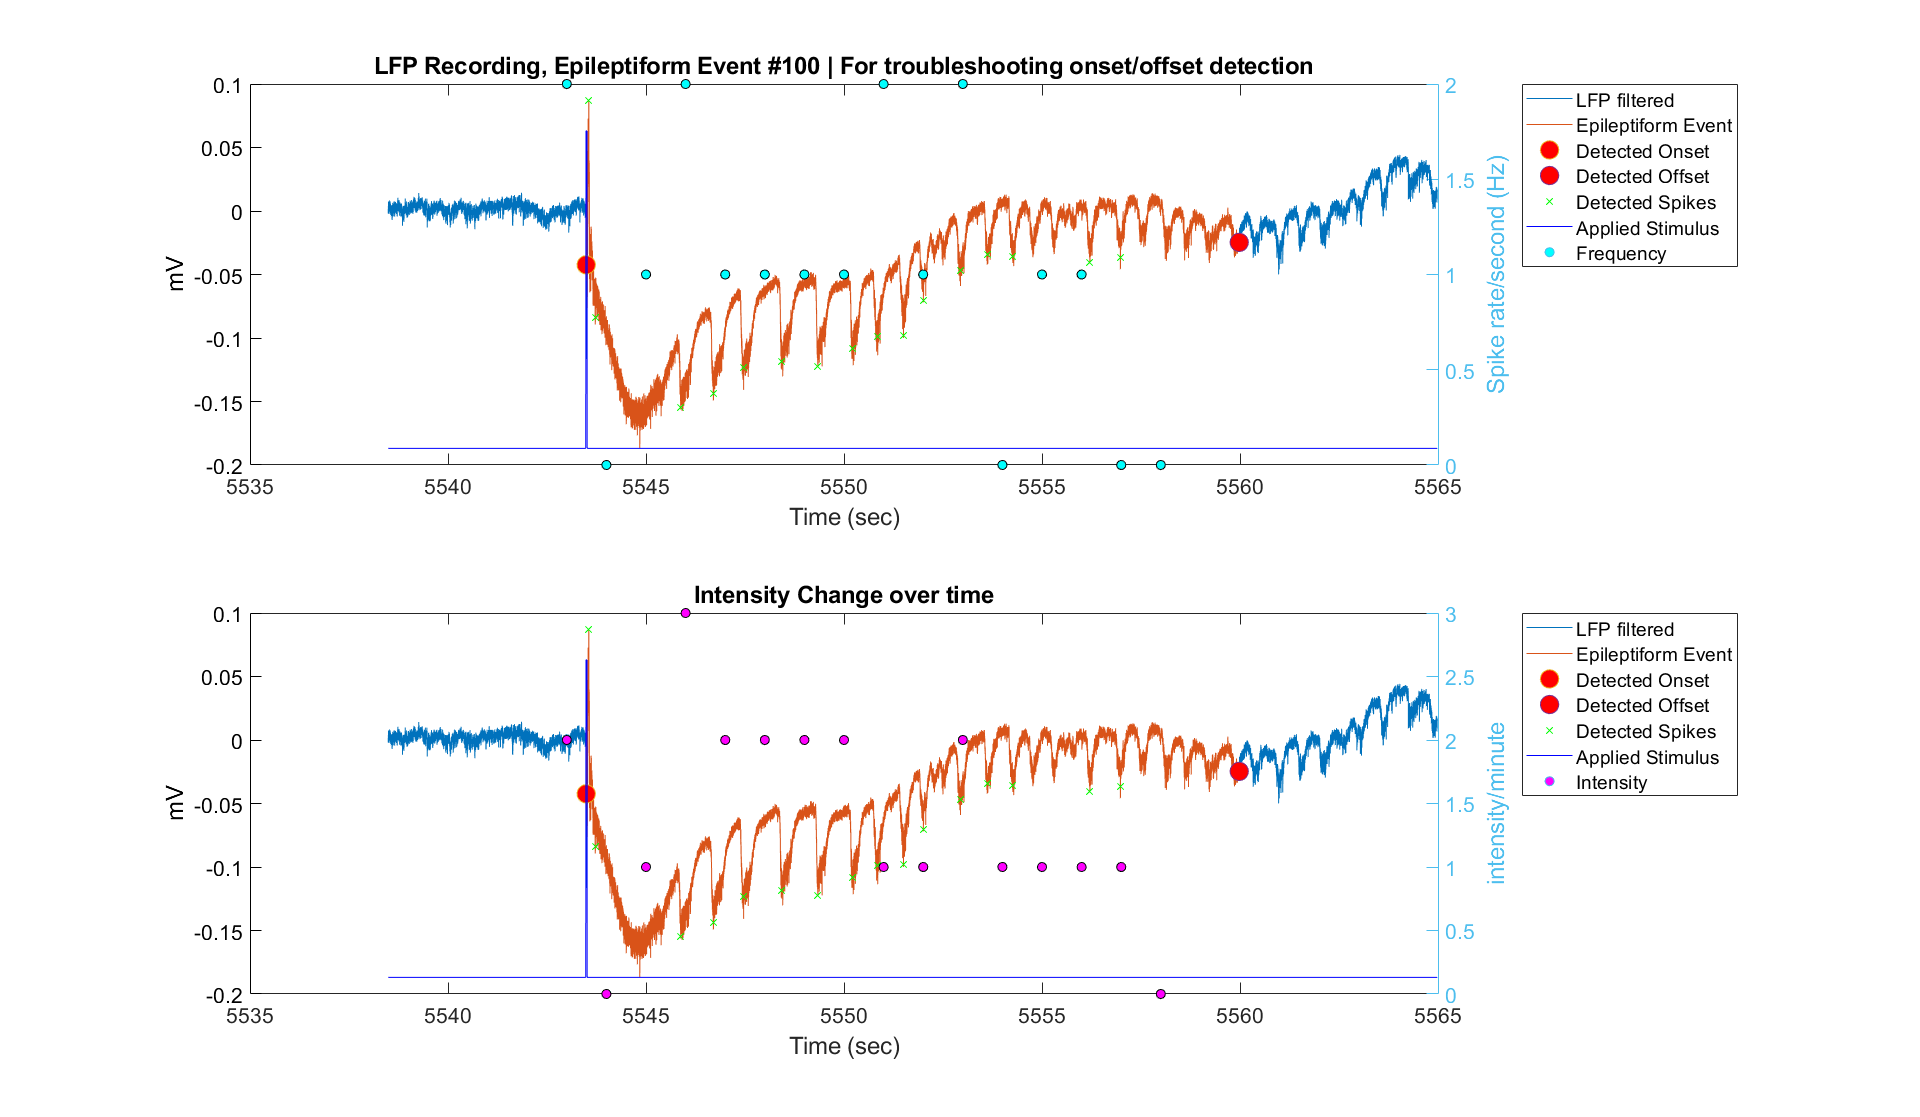 LFP Recording, Epileptiform Event #100 | For troubleshooting onset/offset detection
0.1
0.05
0
-0.05
-0.1
-0.15
-0.2
mV
5535
5540
5545
5550
5555
5560
5565
Time (sec)
2
1.5
1
0.5
0
Spike rate/second (Hz)
LFP filtered
Epileptiform Event
Detected Onset
Detected Offset
Detected Spikes
Applied Stimulus
Frequency
Intensity Change over time
0.1
0.05
0
-0.05
-0.1
-0.15
-0.2
mV
5535
5540
5545
5550
5555
5560
5565
Time (sec)
3
2.5
2
1.5
1
0.5
0
intensity/minute
LFP filtered
Epileptiform Event
Detected Onset
Detected Offset
Detected Spikes
Applied Stimulus
Intensity